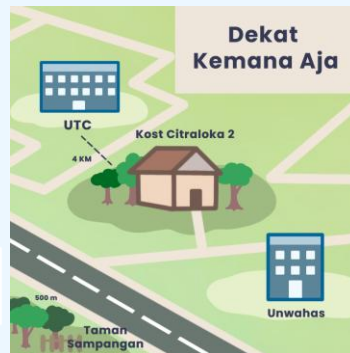 Dekat
Kemana Aja
UTC
Kost Citraloka 2
4 KM
Unwahas
500 m
Taman
Sampangan